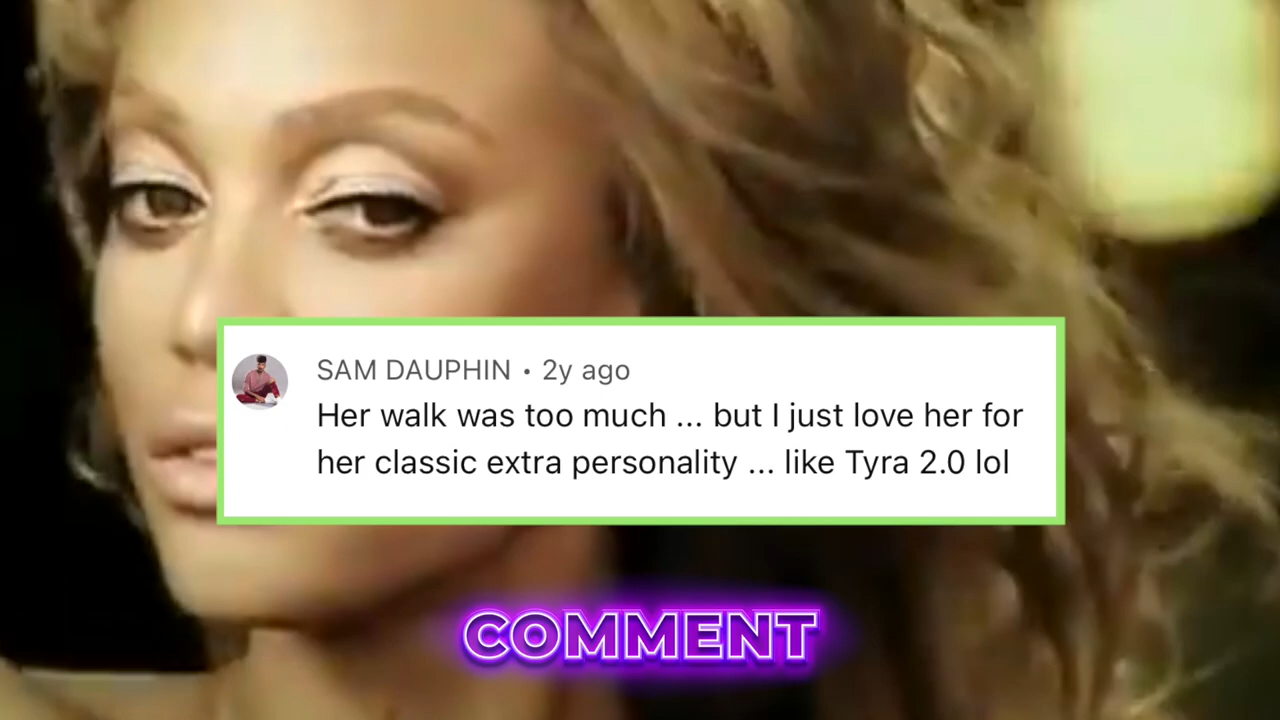 SAM DAUPHIN • 2y ago
Her walk was too much ... but I just love her for
her classic extra personality ... like Tyra 2.0 lol
COMMENT